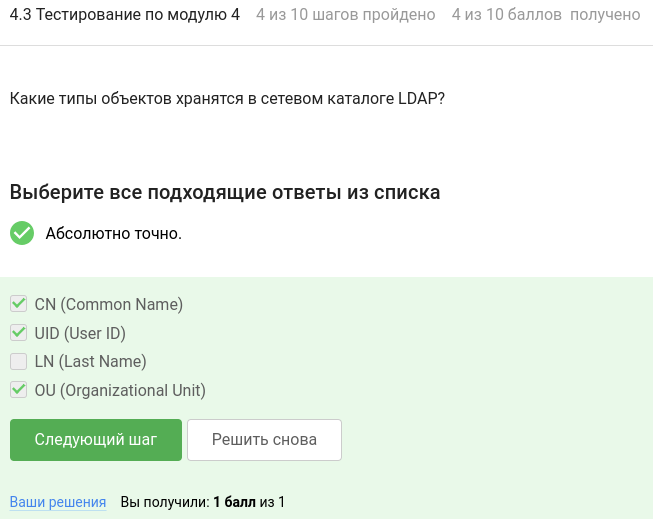 4.3 Тестирование по модулю 4 4 из 10 шагов пройдено 4 из 10 баллов получено
Какие типы объектов хранятся в сетевом каталоге LDAP?
Выберите все подходящие ответы из списка
Абсолютно точно.
CN (Common Name)
UID (User ID)
LN (Last Name)
OU (Organizational Unit)
Следующий шаг Решить снова
Ваши решения Вы получили: 1 балл из 1